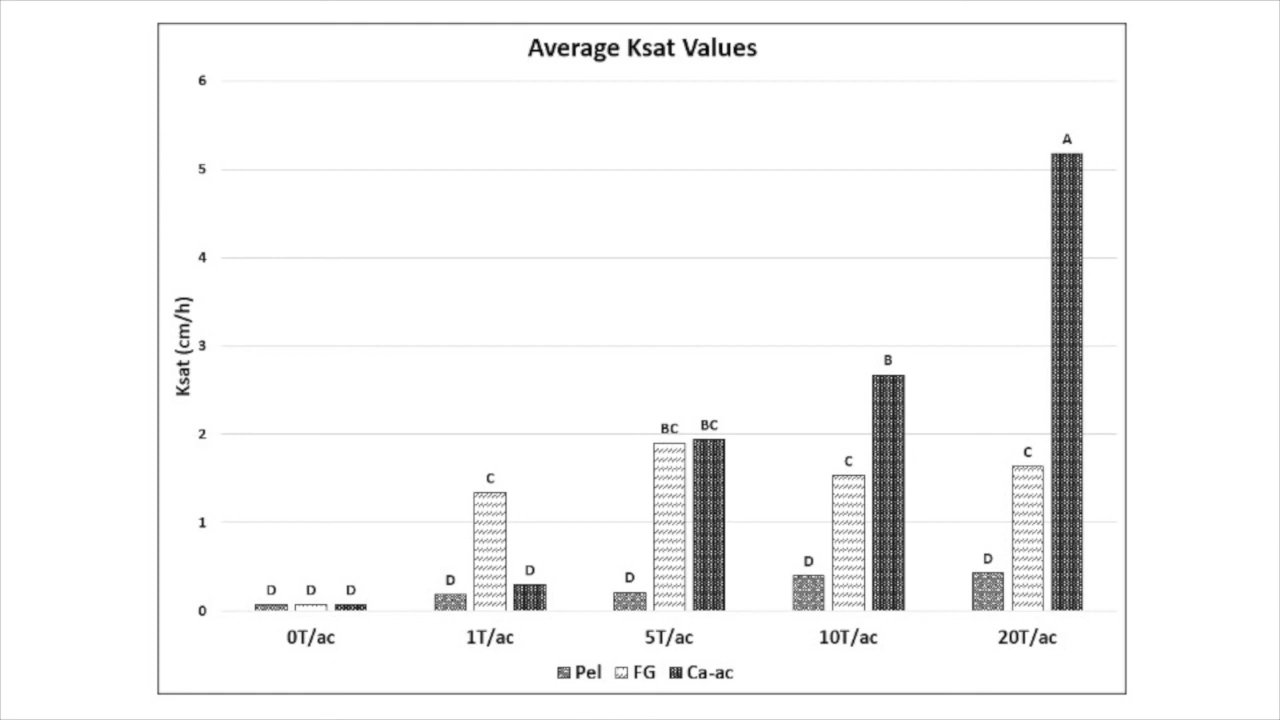 Average Ksat Values
Ksat (cm/h)
6
5
4
3
2
1
0
D D D
D C D
D BC BC
D C B
D C A
0T/ac 1T/ac 5T/ac 10T/ac 20T/ac
Pel FG Ca-ac